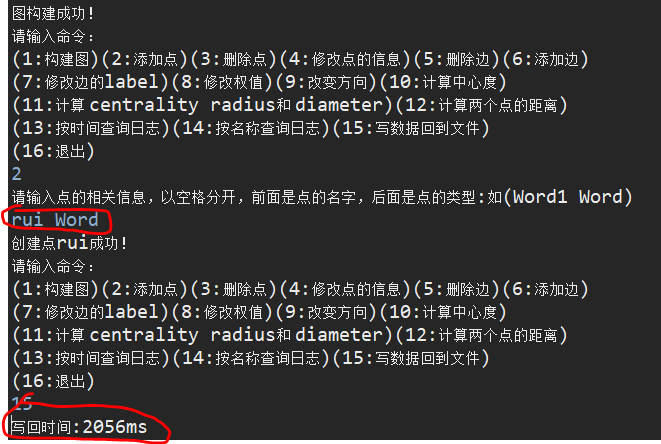 图构建成功!
请输入命令:
(1:构建图)(2:添加点)(3:删除点)(4:修改点的信息)(5:删除边)(6:添加边)
(7:修改边的label)(8:修改权值)(9:改变方向)(10:计算中心度)
(11:计算centrality radius和diameter)(12:计算两个点的距离)
(13:按时间查询日志)(14:按名称查询日志)(15:写数据回到文件)
(16:退出)
2
请输入点的相关信息，以空格分开，前面是点的名字，后面是点的类型:如(Word1 Word)
rui Word
创建点rui成功!
请输入命令:
(1:构建图)(2:添加点)(3:删除点)(4:修改点的信息)(5:删除边)(6:添加边)
(7:修改边的label)(8:修改权值)(9:改变方向)(10:计算中心度)
(11:计算centrality radius和diameter)(12:计算两个点的距离)
(13:按时间查询日志)(14:按名称查询日志)(15:写数据回到文件)
(16:退出)
15
写回时间:2056ms